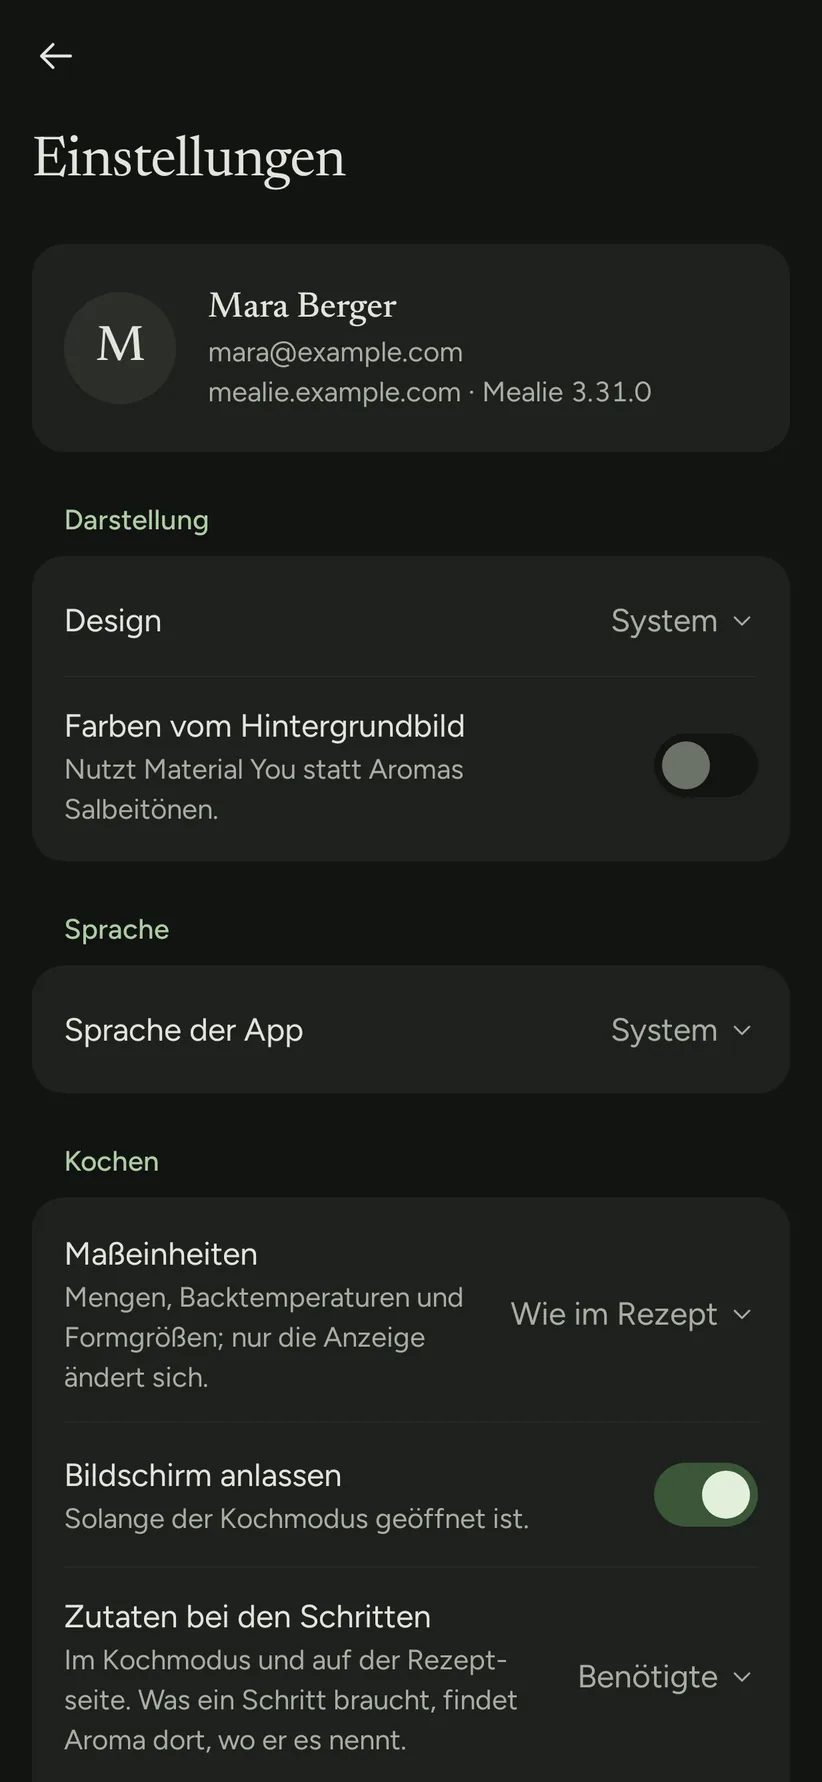 Einstellungen
M
Mara Berger
mara@example.com
mealie.example.com · Mealie 3.31.0
Darstellung
Design
System
Farben vom Hintergrundbild
Nutzt Material You statt Aromas
Salbeitönen.
Sprache
Sprache der App
System
Kochen
Maßeinheiten
Mengen, Backtemperaturen und
Formgrößen; nur die Anzeige
ändert sich.
Wie im Rezept
Bildschirm anlassen
Solange der Kochmodus geöffnet ist.
Zutaten bei den Schritten
Im Kochmodus und auf der Rezept-
seite. Was ein Schritt braucht, findet
Aroma dort, wo er es nennt.
Benötigte